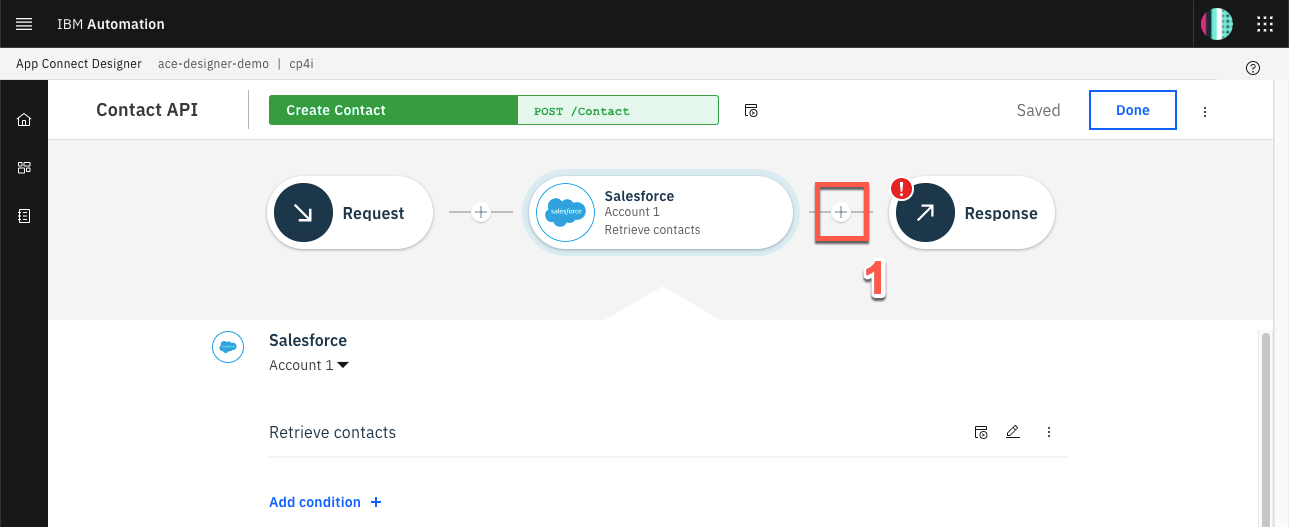 IBM Automation
App Connect Designer ace-designer-demo | cp4i
Contact API
Create Contact
POST /Contact
Saved
Done
Request
salesforce
Salesforce
Account 1
Retrieve contacts
!
Response
1
Salesforce
Account 1
Retrieve contacts
Add condition +